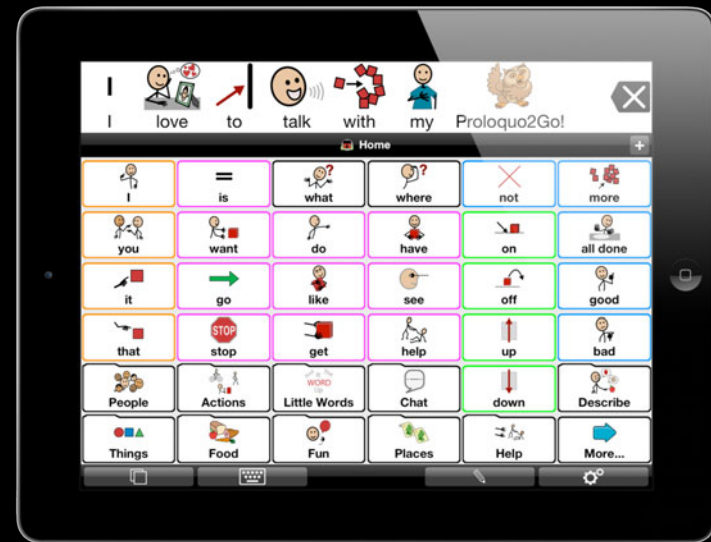 I love to talk with my Proloquo2Go!
Home
I is what where not more
you want do have on all done
it go like see off good
that STOP stop get help up bad
WORD
Up
People Actions Little Words Chat down Describe
Things Food Fun Places Help More...